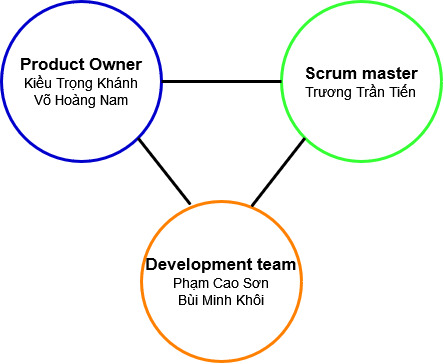 Product Owner
Kiều Trọng Khánh
Võ Hoàng Nam
Scrum master
Trương Trần Tiến
Development team
Phạm Cao Sơn
Bùi Minh Khôi